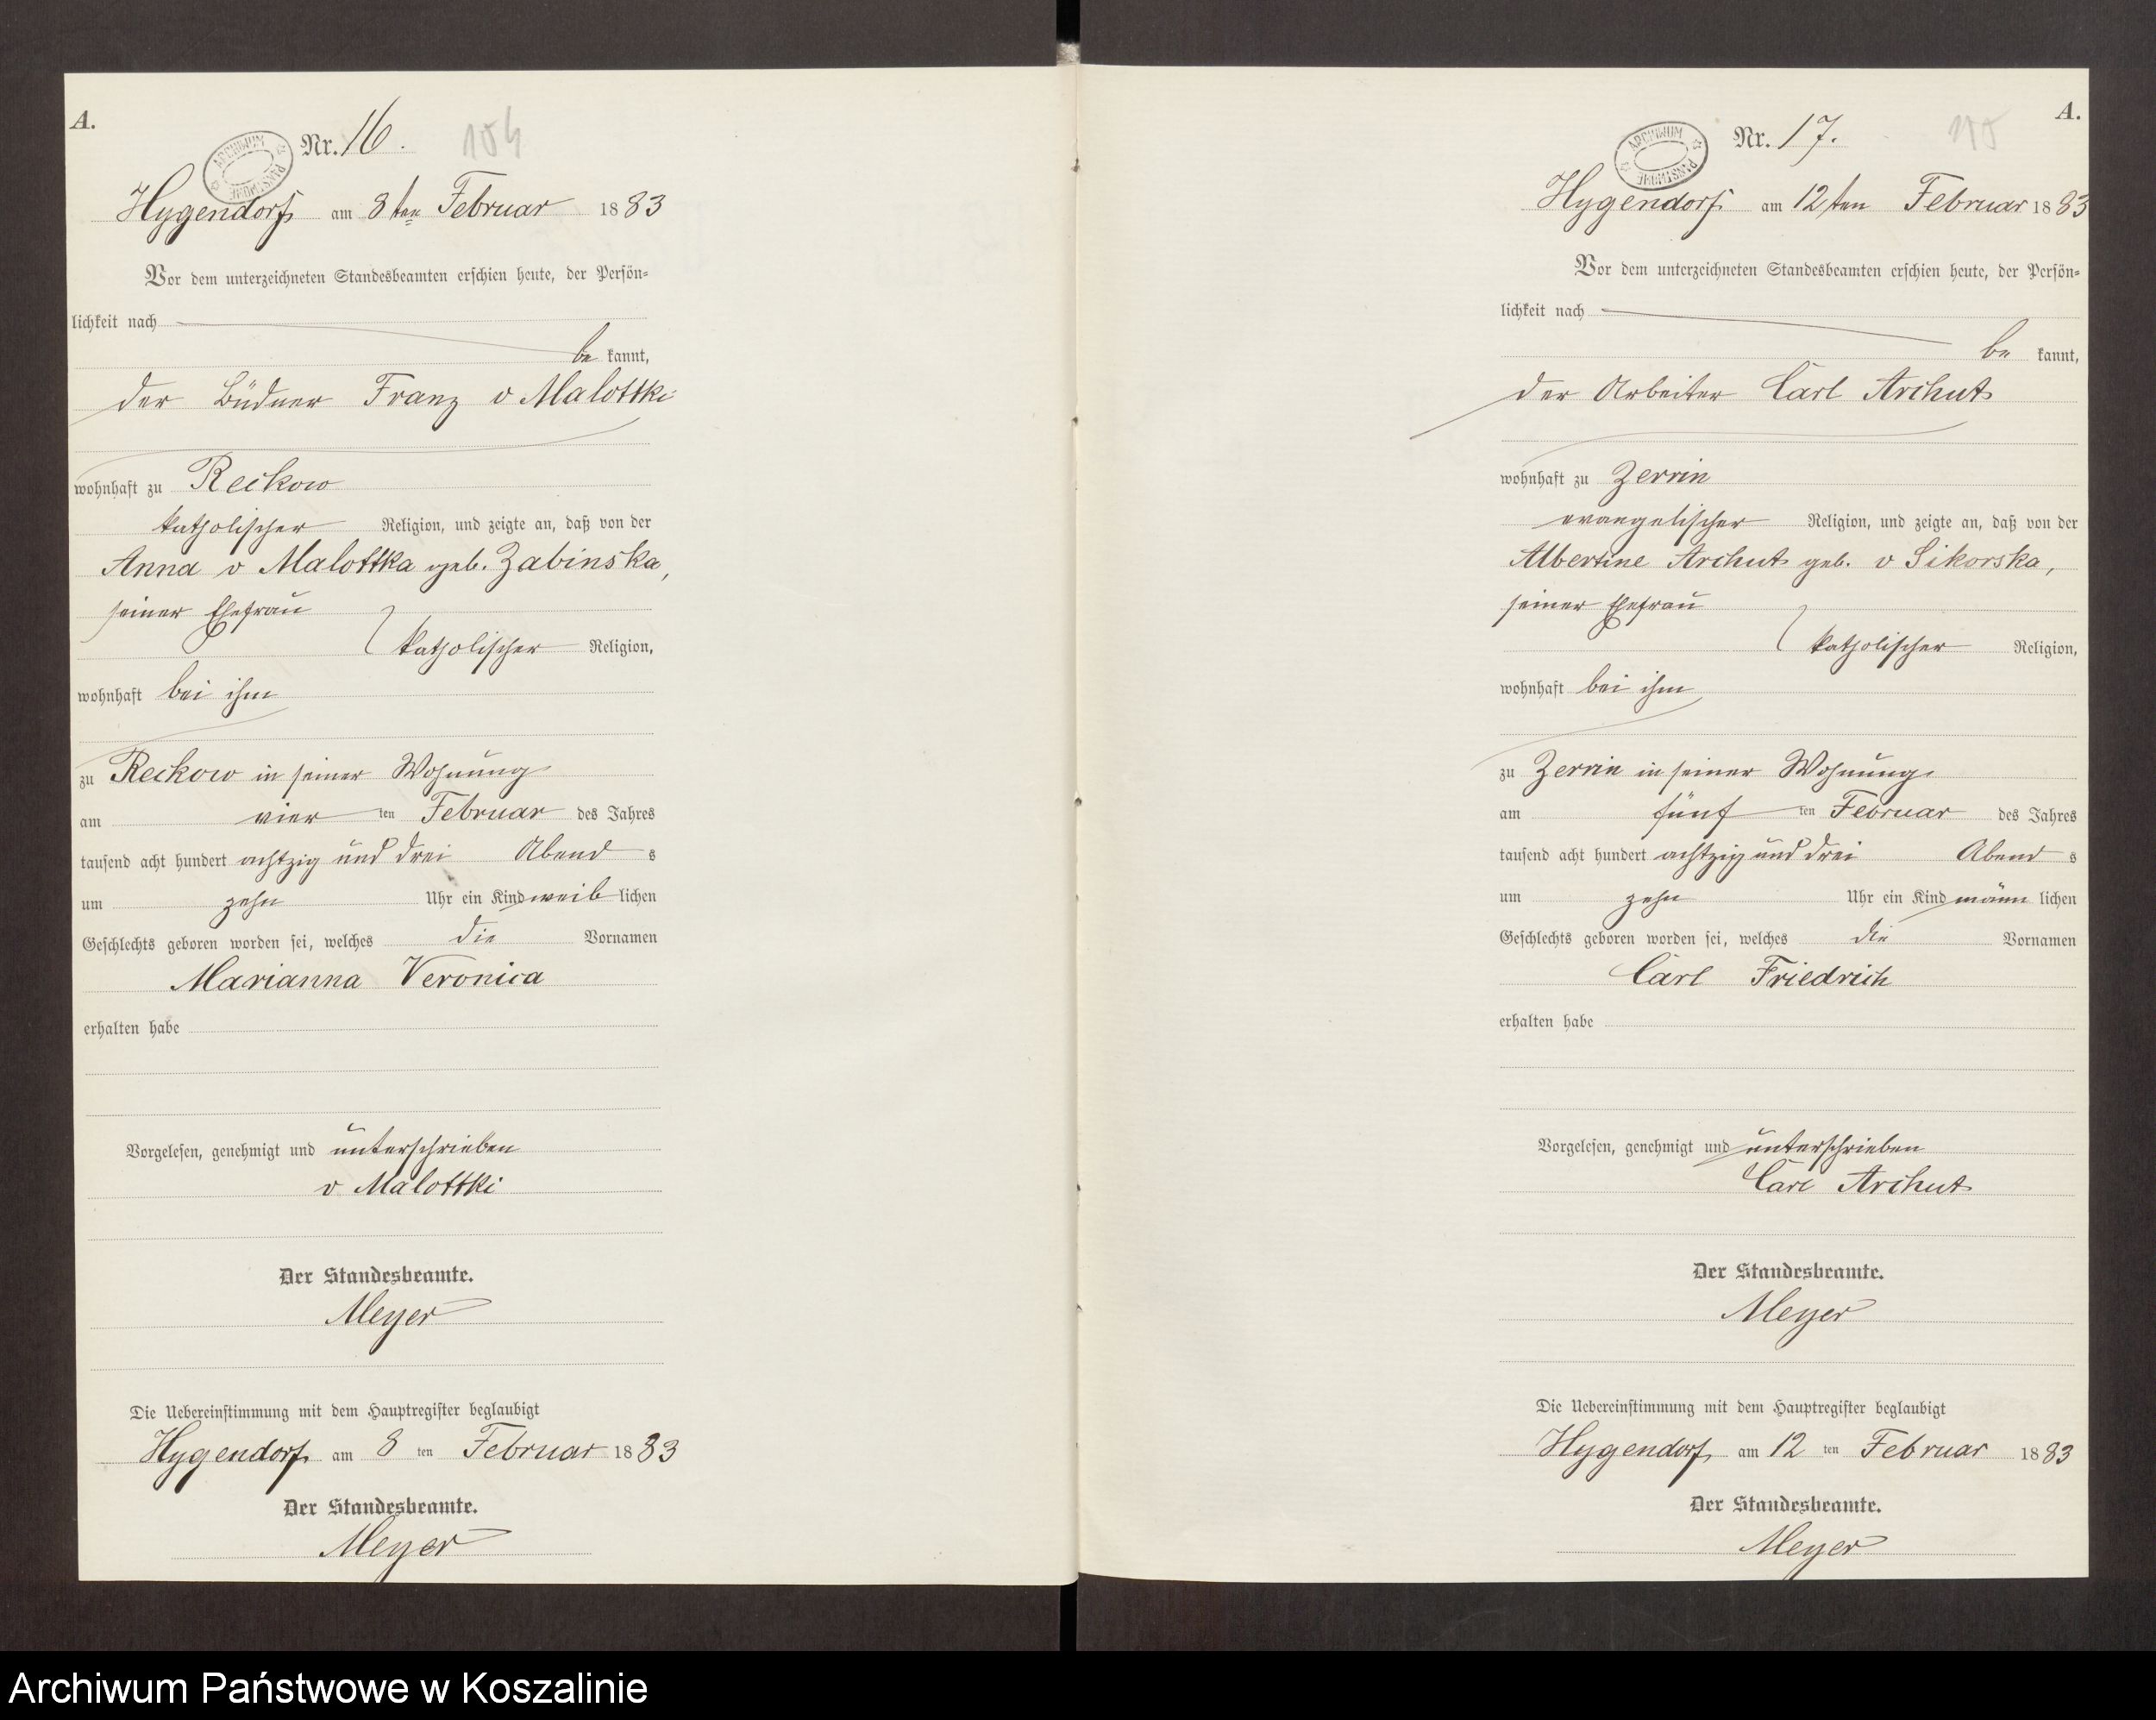 A.
Nr. 16.
104
ARCHIWUM PAŃSTWOWE
Hygendorf am 8ten Februar 1883
Vor dem unterzeichneten Standesbeamten erschien heute, der Persön-
lichkeit nach
be kannt,
der Büdner Franz v Malottki
wohnhaft zu Reckow
katholischer Religion, und zeigte an, daß von der
Anna v Malottka geb. Zabinska,
seiner Ehefrau
katholischer Religion,
wohnhaft bei ihm
zu Reckow in seiner Wohnung
am vier ten Februar des Jahres
tausend acht hundert achtzig und drei Abend s
um zehn Uhr ein Kind weib lichen
Geschlechts geboren worden sei, welches die Vornamen
Marianna Veronica
erhalten habe
Vorgelesen, genehmigt und unterschrieben
v Malottki
Der Standesbeamte.
Meyer
Die Uebereinstimmung mit dem Hauptregister beglaubigt
Hygendorf am 8 ten Februar 1883
Der Standesbeamte.
Meyer
A.
Nr. 17.
ARCHIWUM PAŃSTWOWE
Hygendorf am 12ten Februar 1883
Vor dem unterzeichneten Standesbeamten erschien heute, der Persön-
lichkeit nach
be kannt,
der Arbeiter Carl Archut
wohnhaft zu Zerrin
evangelischer Religion, und zeigte an, daß von der
Albertine Archut geb. v Sikorska,
seiner Ehefrau
katholischer Religion,
wohnhaft bei ihm
zu Zerrin in seiner Wohnung
am fünf ten Februar des Jahres
tausend acht hundert achtzig und drei Abend s
um zehn Uhr ein Kind männ lichen
Geschlechts geboren worden sei, welches die Vornamen
Carl Friedrich
erhalten habe
Vorgelesen, genehmigt und unterschrieben
Carl Archut
Der Standesbeamte.
Meyer
Die Uebereinstimmung mit dem Hauptregister beglaubigt
Hygendorf am 12 ten Februar 1883
Der Standesbeamte.
Meyer
Archiwum Państwowe w Koszalinie